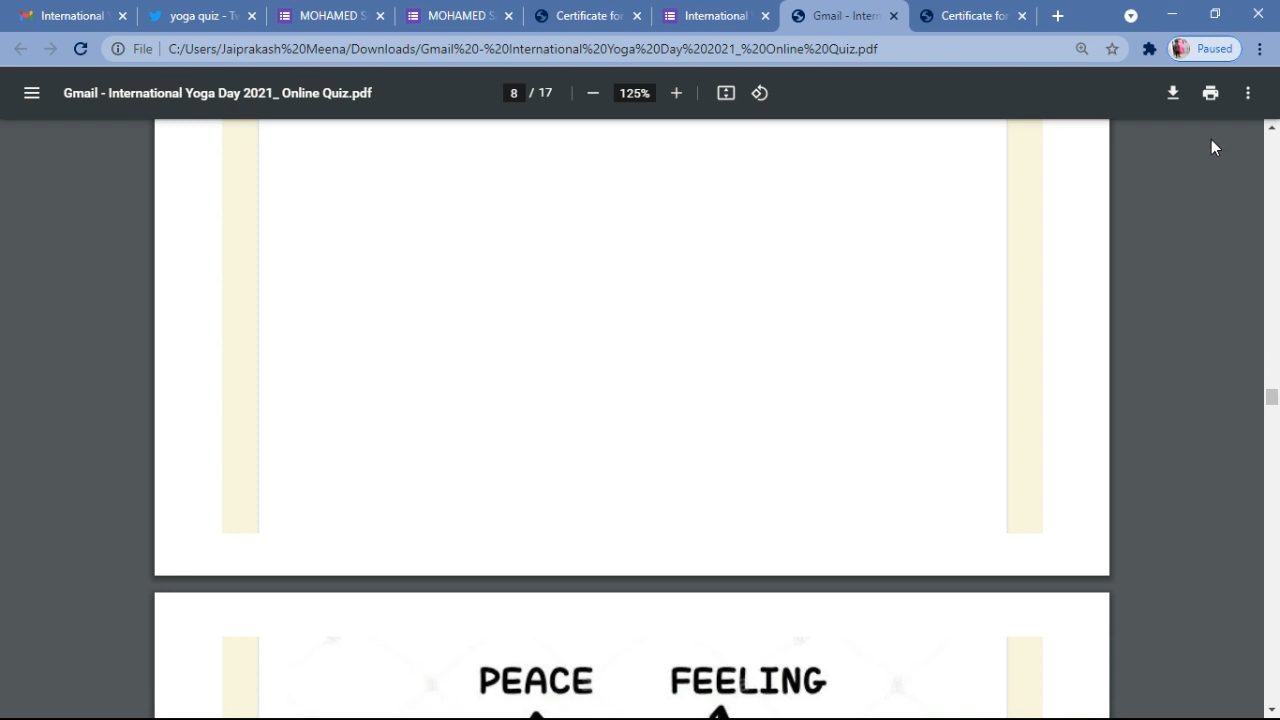 International Y
yoga quiz - Tw
MOHAMED S
MOHAMED S
Certificate for
International
Gmail - Intern
Certificate for
File
C:/Users/Jaiprakash%20Meena/Downloads/Gmail%20-%20International%20Yoga%20Day%202021_%20Online%20Quiz.pdf
Paused
Gmail - International Yoga Day 2021_ Online Quiz.pdf
8 / 17
125%
PEACE FEELING